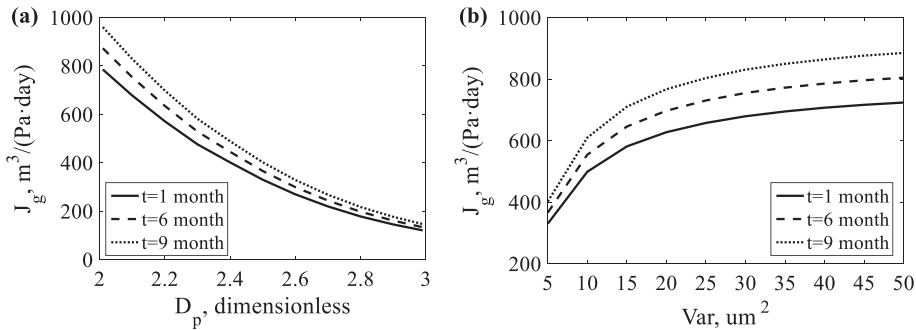 (a)
1000
800
600
400
200
0
J_g, m^3/(Pa·day)
t=1 month
t=6 month
t=9 month
2 2.2 2.4 2.6 2.8 3
D_p, dimensionless
(b)
1000
800
600
400
200
J_g, m^3/(Pa·day)
t=1 month
t=6 month
t=9 month
5 10 15 20 25 30 35 40 45 50
Var, um^2